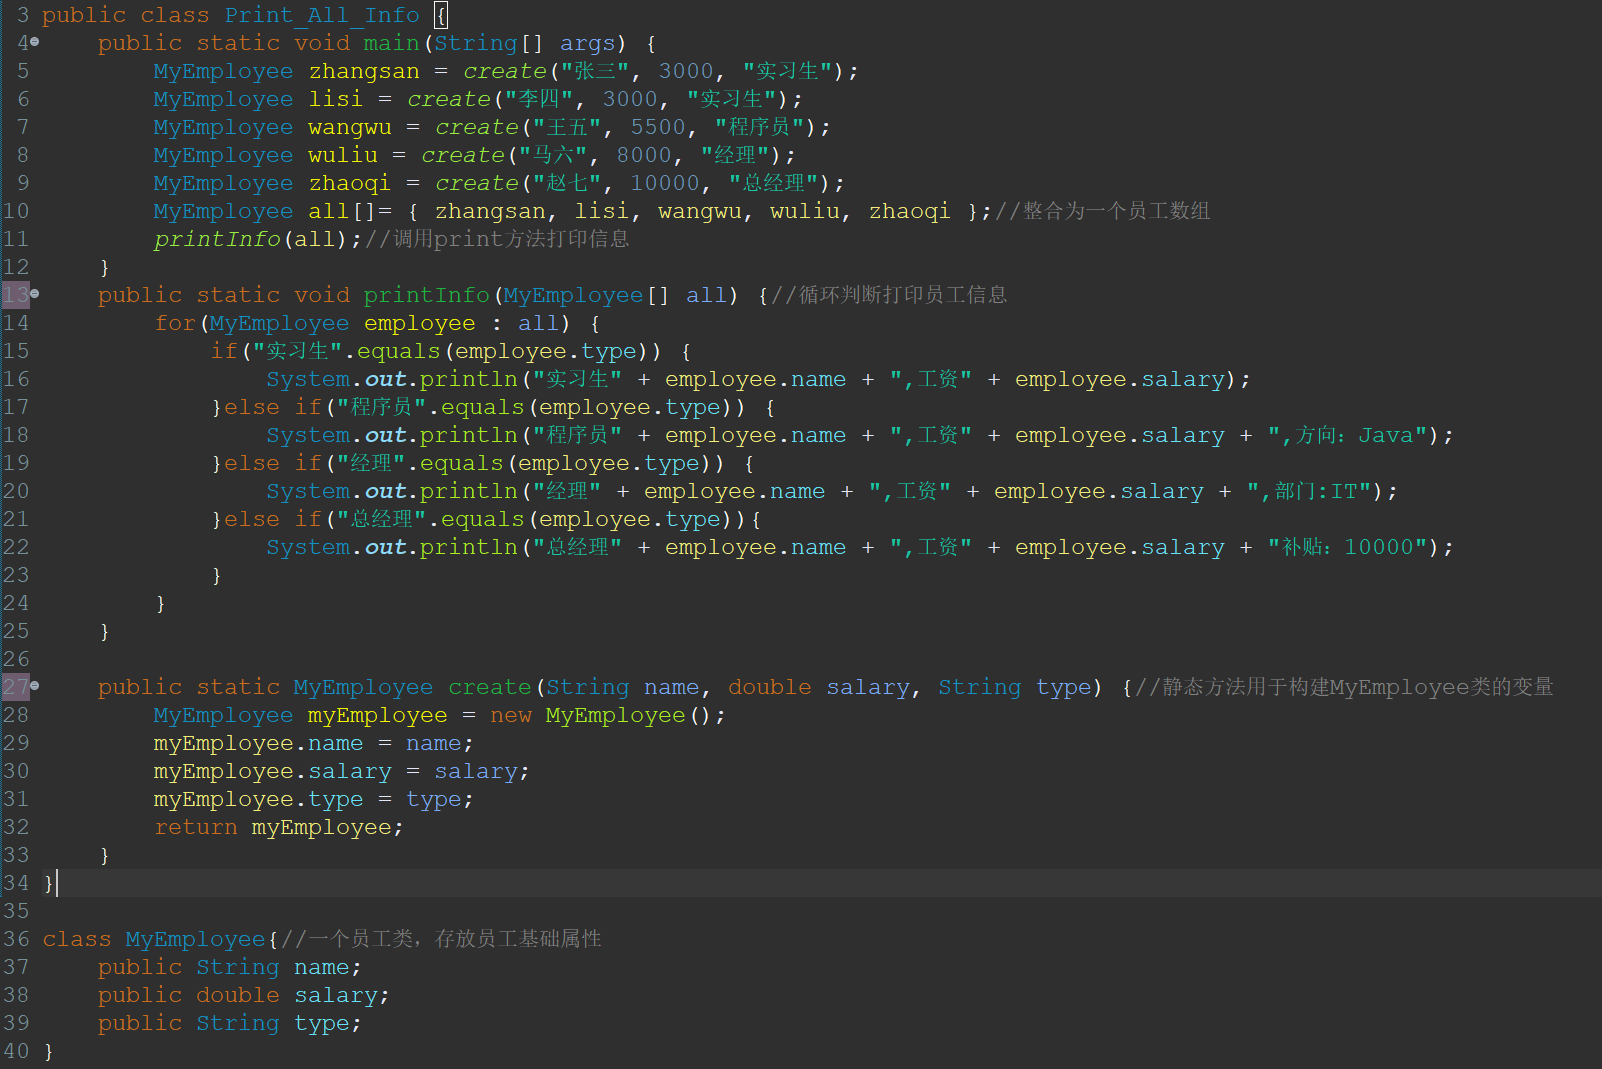 3 public class Print_All_Info {
4     public static void main(String[] args) {
5         MyEmployee zhangsan = create("张三", 3000, "实习生");
6         MyEmployee lisi = create("李四", 3000, "实习生");
7         MyEmployee wangwu = create("王五", 5500, "程序员");
8         MyEmployee wuliu = create("马六", 8000, "经理");
9         MyEmployee zhaoqi = create("赵七", 10000, "总经理");
10         MyEmployee all[]= { zhangsan, lisi, wangwu, wuliu, zhaoqi };//整合为一个员工数组
11         printInfo(all);//调用print方法打印信息
12     }
13     public static void printInfo(MyEmployee[] all) {//循环判断打印员工信息
14         for(MyEmployee employee : all) {
15             if("实习生".equals(employee.type)) {
16                 System.out.println("实习生" + employee.name + ",工资" + employee.salary);
17             }else if("程序员".equals(employee.type)) {
18                 System.out.println("程序员" + employee.name + ",工资" + employee.salary + ",方向：Java");
19             }else if("经理".equals(employee.type)) {
20                 System.out.println("经理" + employee.name + ",工资" + employee.salary + ",部门:IT");
21             }else if("总经理".equals(employee.type)){
22                 System.out.println("总经理" + employee.name + ",工资" + employee.salary + "补贴：10000");
23             }
24         }
25     }
26
27     public static MyEmployee create(String name, double salary, String type) {//静态方法用于构建MyEmployee类的变量
28         MyEmployee myEmployee = new MyEmployee();
29         myEmployee.name = name;
30         myEmployee.salary = salary;
31         myEmployee.type = type;
32         return myEmployee;
33     }
34 }
35
36 class MyEmployee{//一个员工类，存放员工基础属性
37     public String name;
38     public double salary;
39     public String type;
40 }